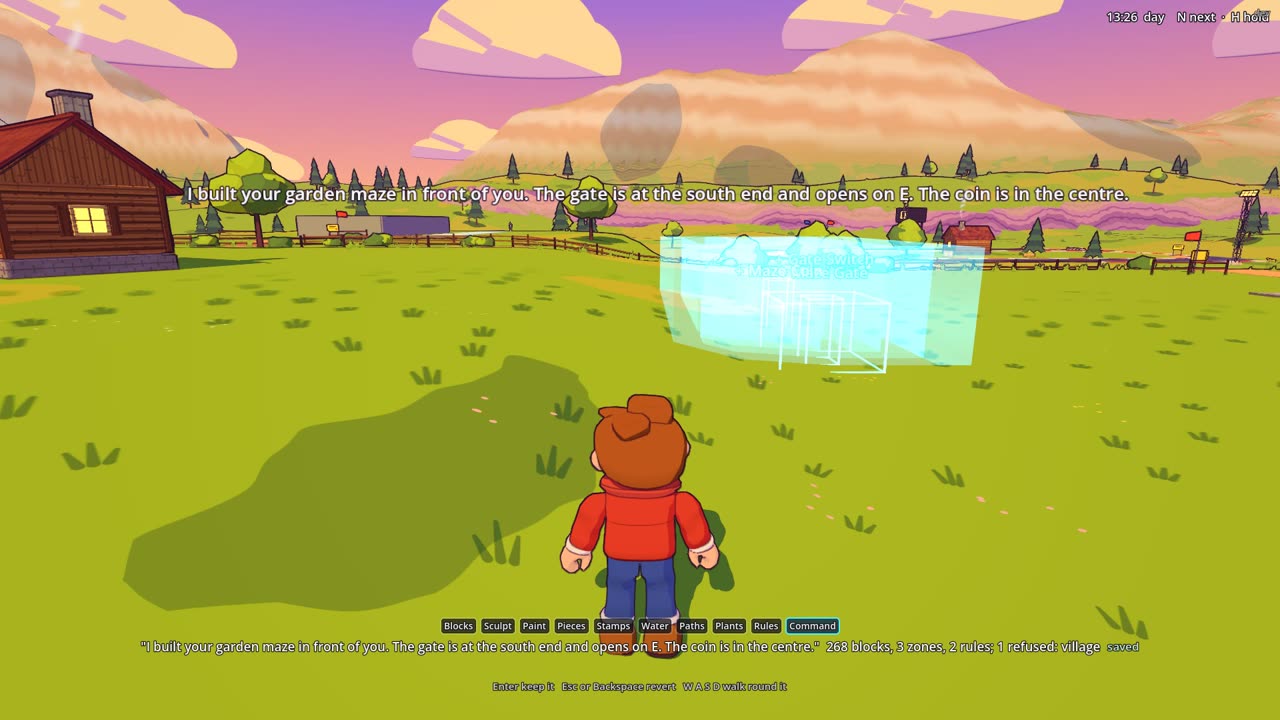 13:26 day N next · H hold
I built your garden maze in front of you. The gate is at the south end and opens on E. The coin is in the centre.
Blocks Sculpt Paint Pieces Stamps Water Paths Plants Rules Command
"I built your garden maze in front of you. The gate is at the south end and opens on E. The coin is in the centre." 268 blocks, 3 zones, 2 rules; 1 refused: village saved
Enter keep it Esc or Backspace revert W A S D walk round it